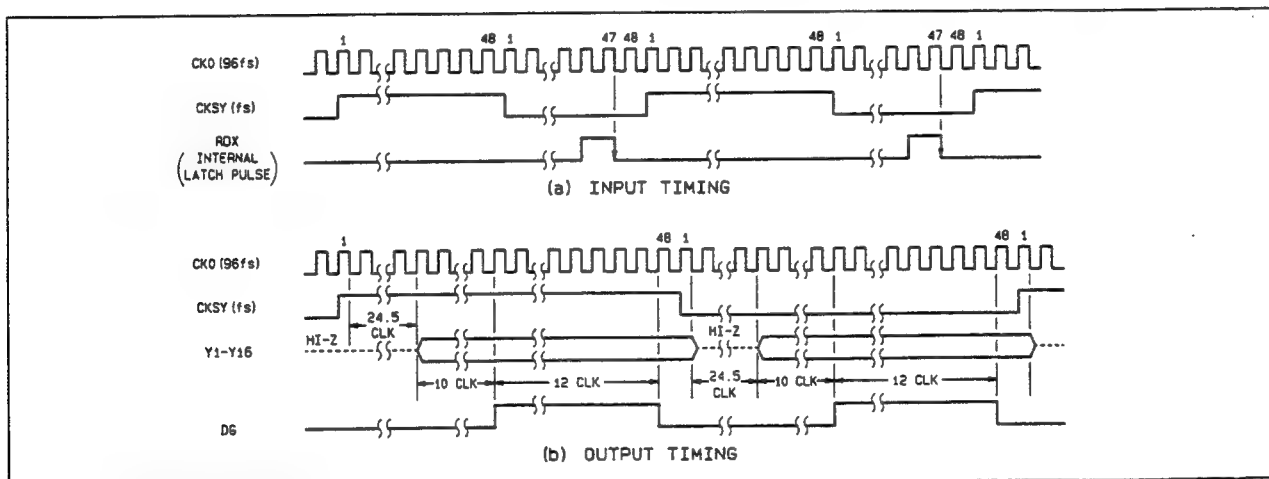 1 48 1 47 48 1 48 1 47 48 1
CKO (96fs)
CKSY (fs)
RDX
INTERNAL
(LATCH PULSE)
(a) INPUT TIMING
1 48 1 48 1
CKO (96fs)
CKSY (fs)
24.5
CLK
HI-Z HI-Z
Y1-Y16
10 CLK 12 CLK 24.5
CLK 10 CLK 12 CLK
DG
(b) OUTPUT TIMING